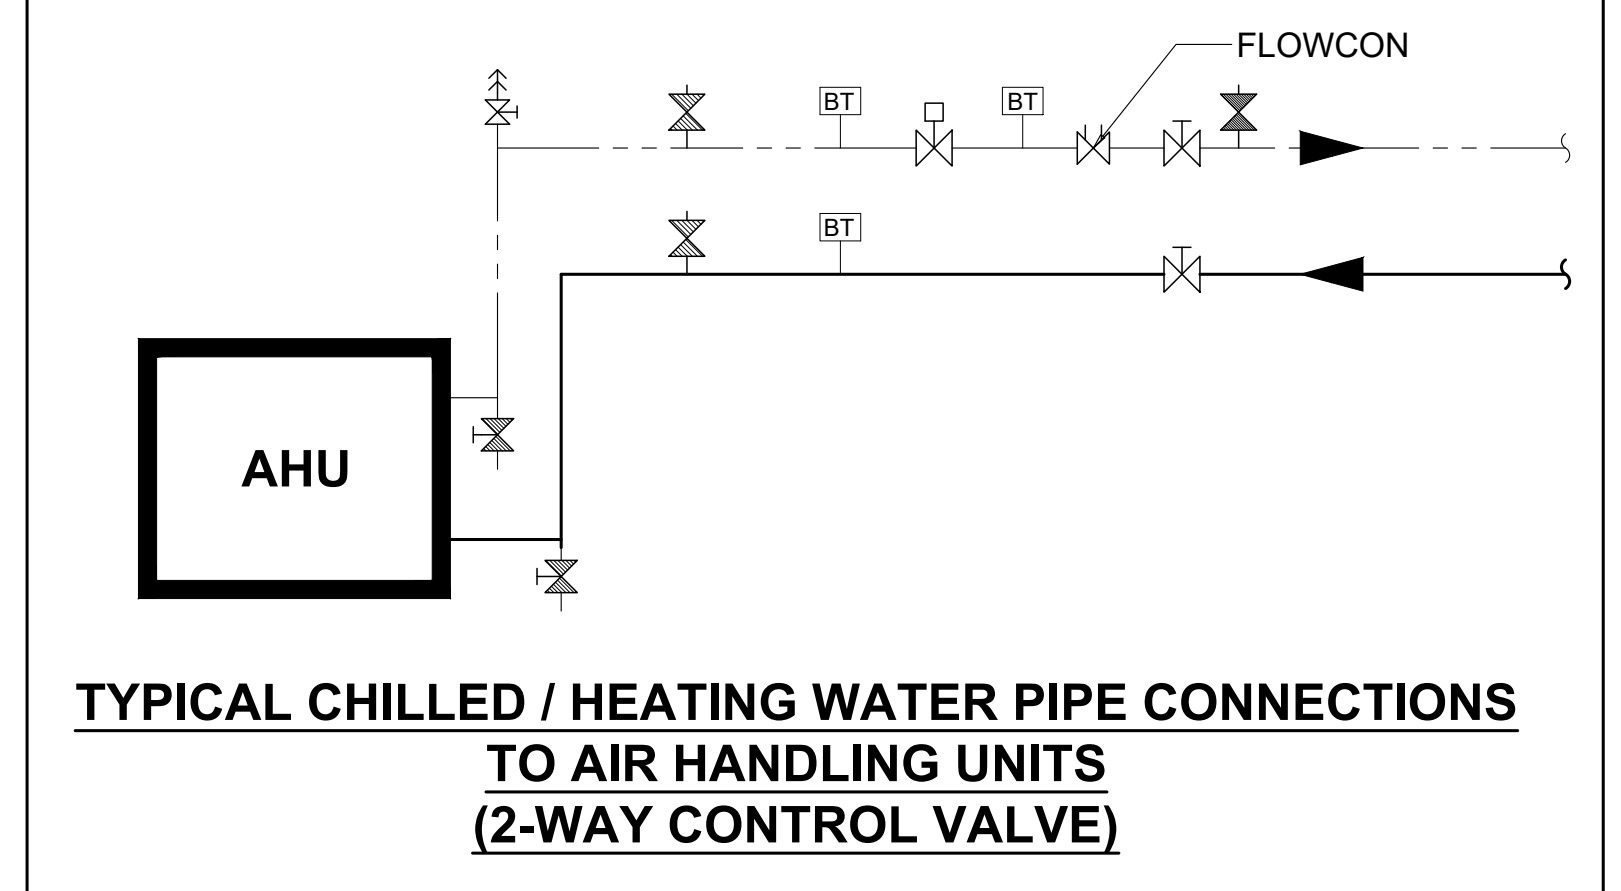 FLOWCON
BT
BT
BT
AHU
TYPICAL CHILLED / HEATING WATER PIPE CONNECTIONS
TO AIR HANDLING UNITS
(2-WAY CONTROL VALVE)